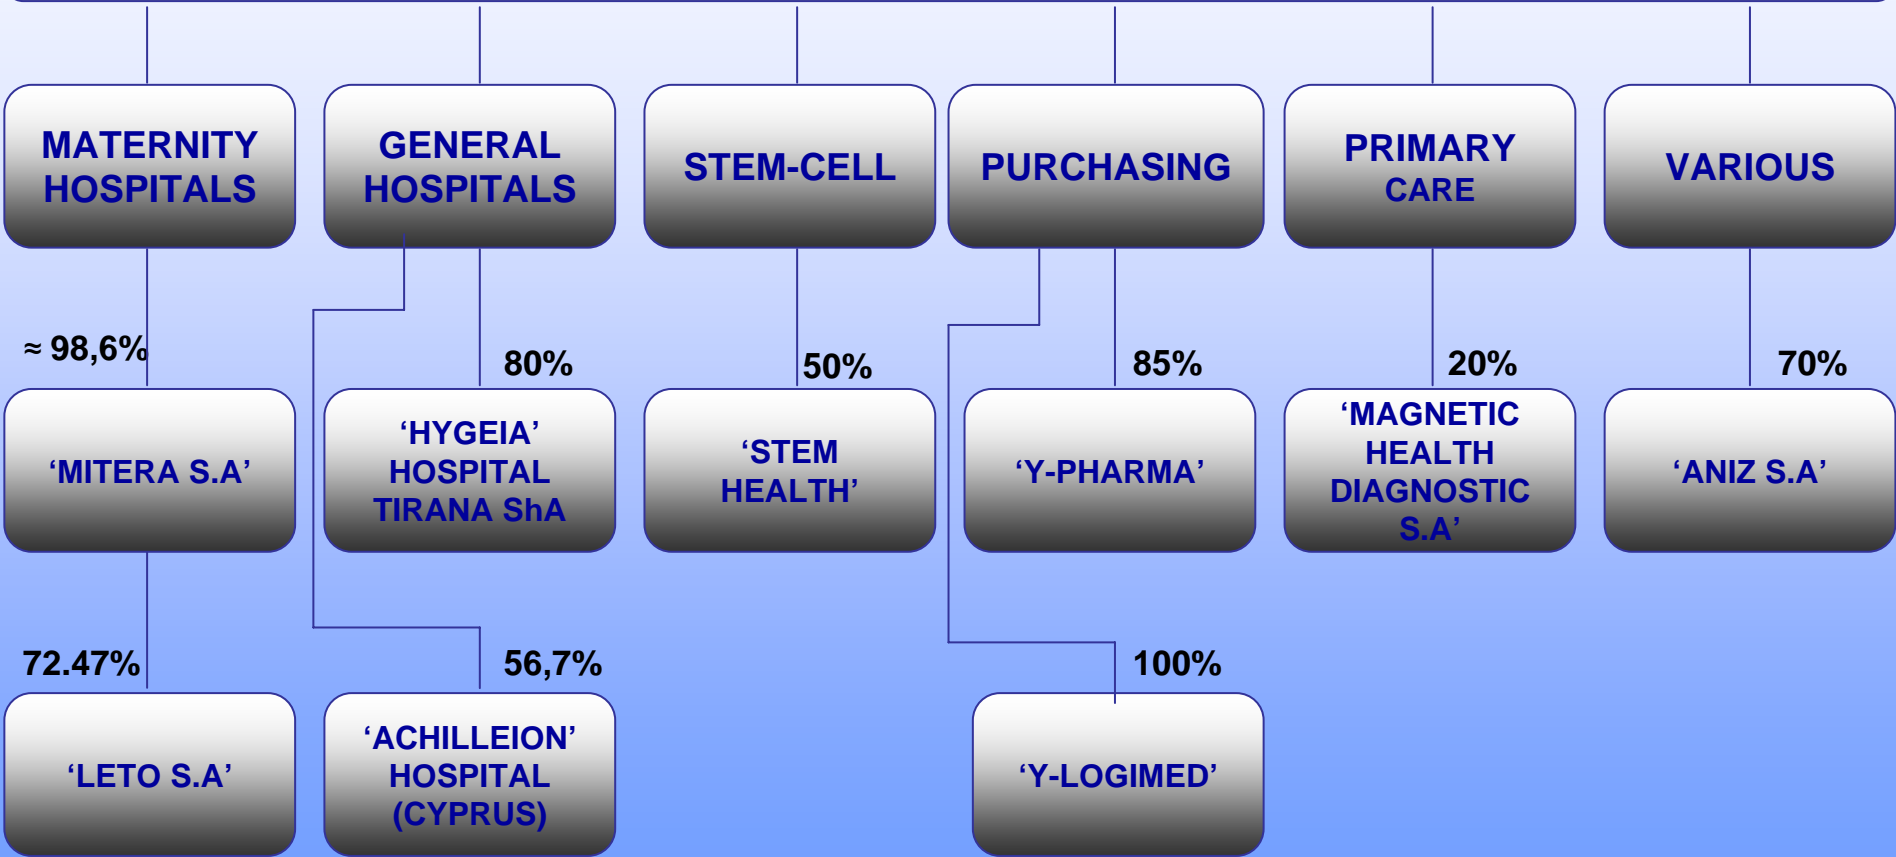 MATERNITY
HOSPITALS
GENERAL
HOSPITALS
STEM-CELL
PURCHASING
PRIMARY
CARE
VARIOUS
≈ 98,6%
80%
50%
85%
20%
70%
‘MITERA S.A’
‘HYGEIA’
HOSPITAL
TIRANA ShA
‘STEM
HEALTH’
‘Y-PHARMA’
‘MAGNETIC
HEALTH
DIAGNOSTIC
S.A’
‘ANIZ S.A’
72.47%
56,7%
100%
‘LETO S.A’
‘ACHILLEION’
HOSPITAL
(CYPRUS)
‘Y-LOGIMED’